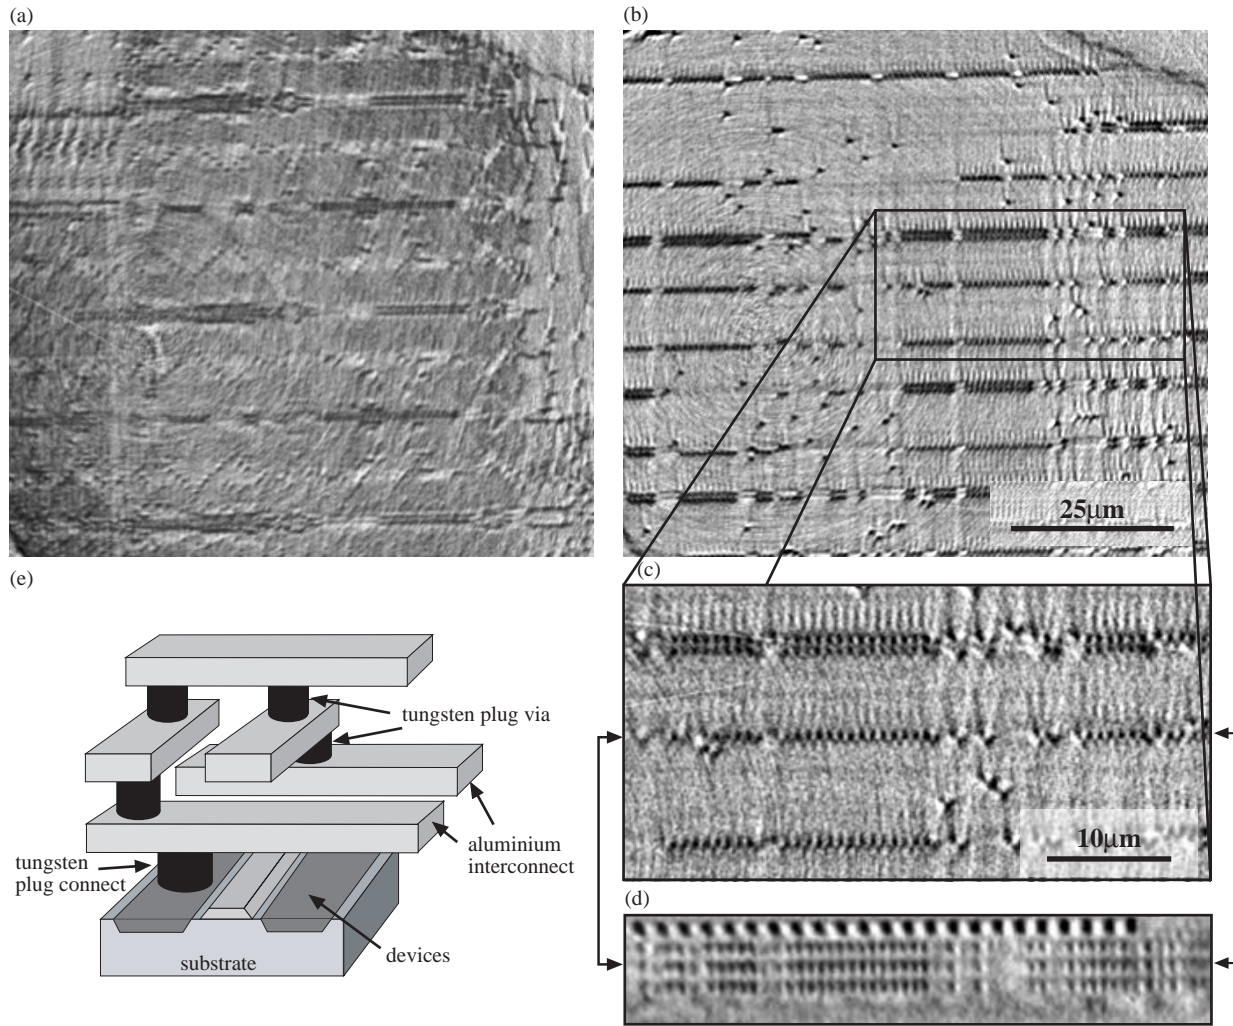 (a)
(b)
25μm
(c)
10μm
(d)
(e)
tungsten plug via
aluminium
interconnect
tungsten
plug connect
devices
substrate